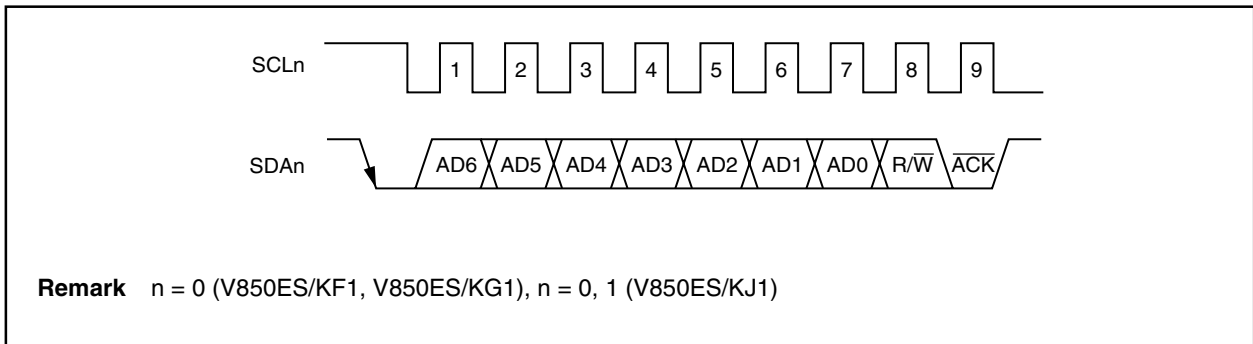 SCLn 1 2 3 4 5 6 7 8 9
SDAn AD6 AD5 AD4 AD3 AD2 AD1 AD0 R/W̅ A̅C̅K̅
Remark n = 0 (V850ES/KF1, V850ES/KG1), n = 0, 1 (V850ES/KJ1)